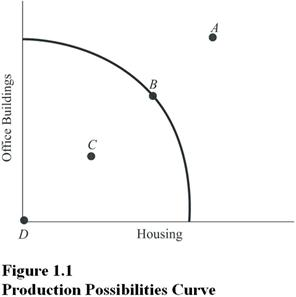 A
B
Office Buildings
C
D
Housing
Figure 1.1
Production Possibilities Curve